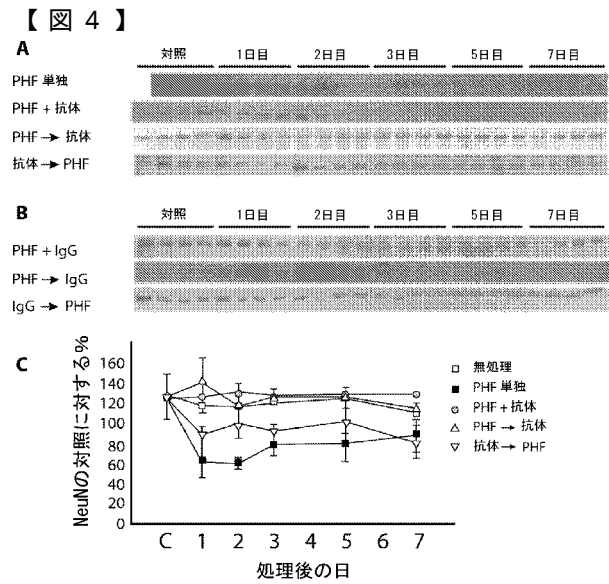 【図４】
A
対照 1日目 2日目 3日目 5日目 7日目
PHF 単独
PHF + 抗体
PHF → 抗体
抗体 → PHF
B
対照 1日目 2日目 3日目 5日目 7日目
PHF + IgG
PHF → IgG
IgG → PHF
C
NeuNの対照に対する%
160
140
120
100
80
60
40
20
0
C 1 2 3 4 5 6 7
処理後の日
無処理
PHF 単独
PHF + 抗体
PHF → 抗体
抗体 → PHF